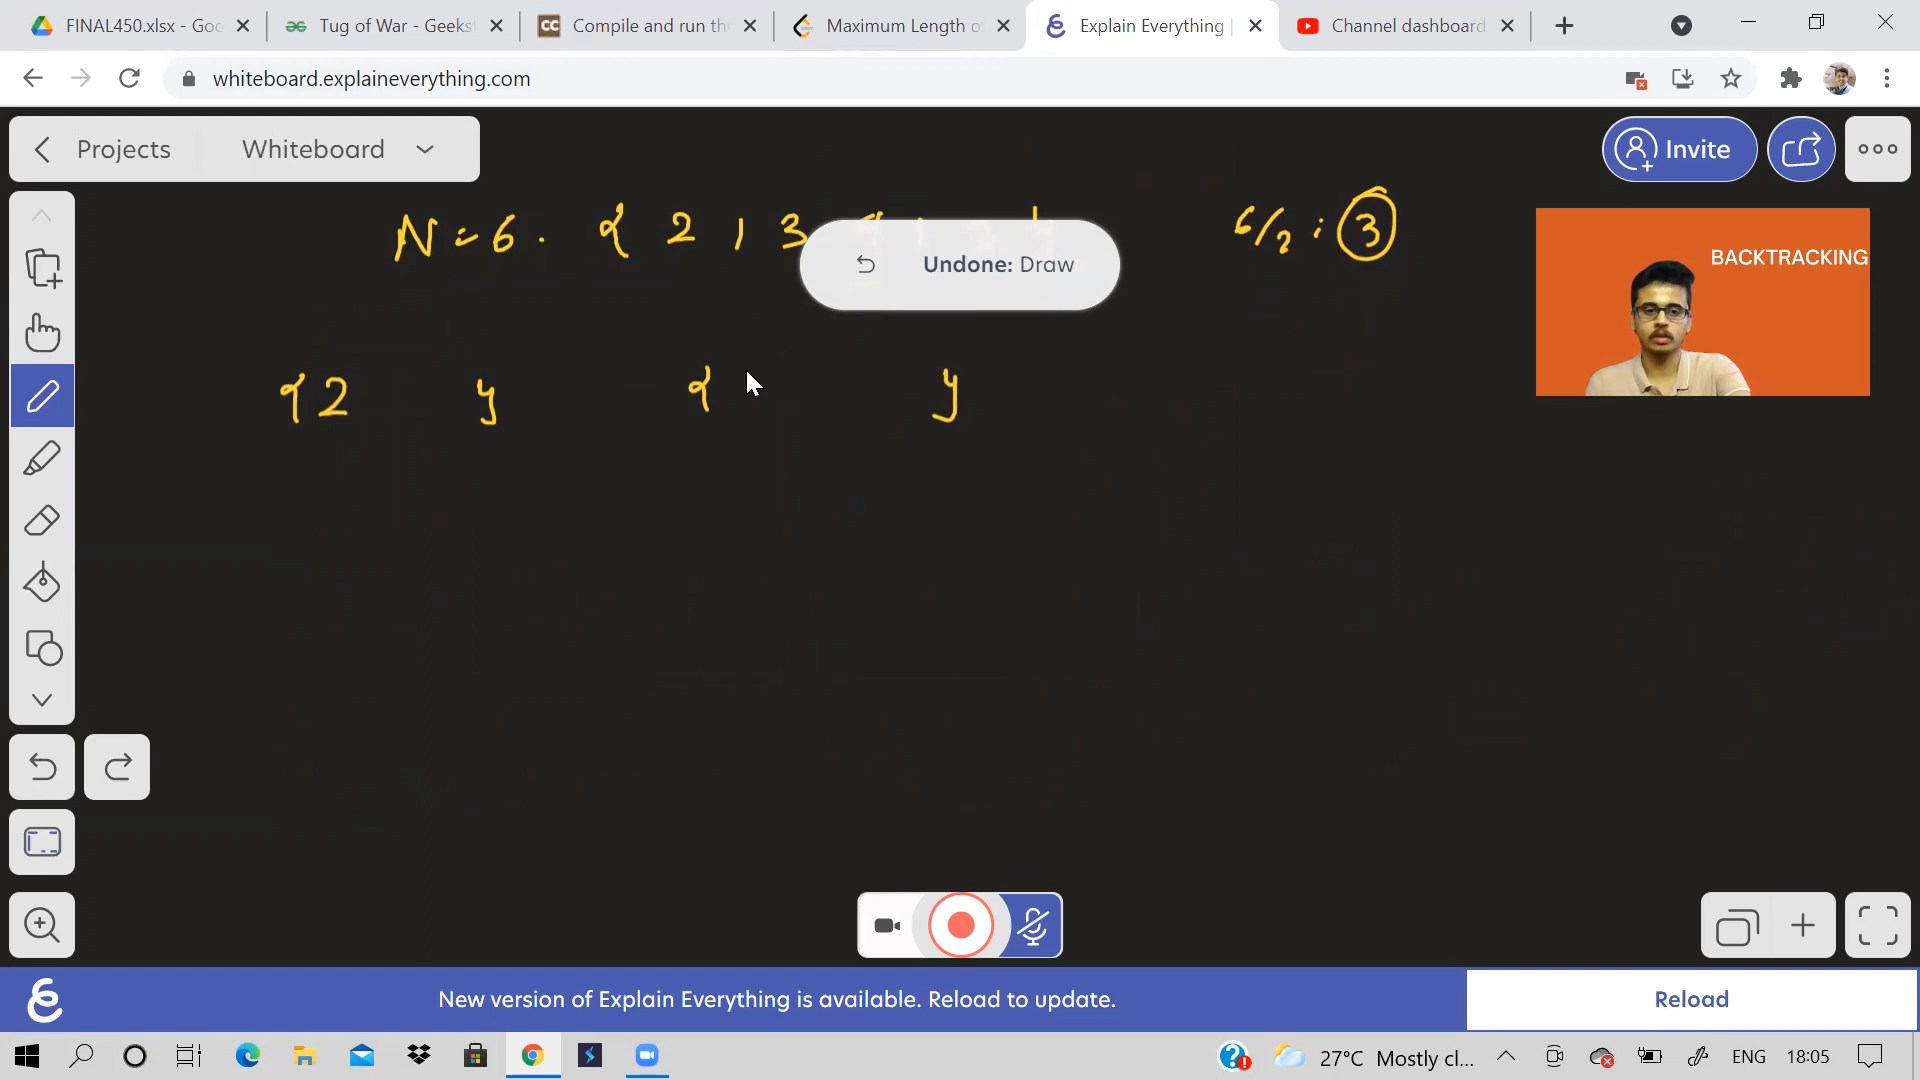 FINAL450.xlsx - Goo
Tug of War - Geeks
Compile and run the
Maximum Length o
Explain Everything |
Channel dashboard
whiteboard.explaineverything.com
Projects
Whiteboard
Invite
N = 6 . { 2 1 3
6/2 : 3
Undone: Draw
BACKTRACKING
{ 2 }
{ }
New version of Explain Everything is available. Reload to update.
Reload
27°C Mostly cl...
ENG
18:05